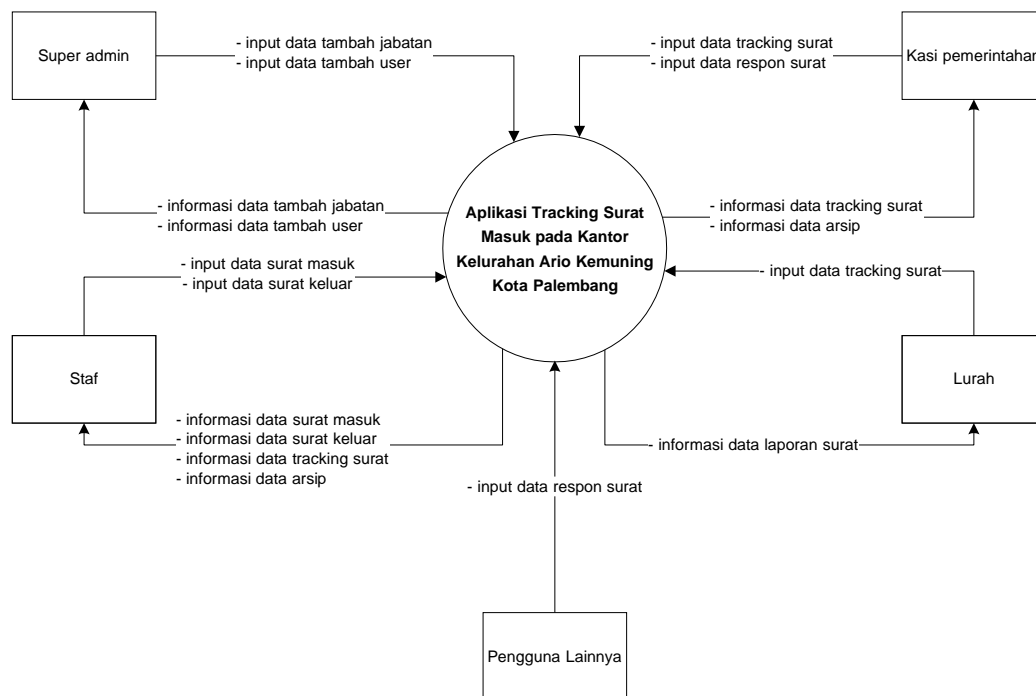 Super admin
- input data tambah jabatan
- input data tambah user
- input data tracking surat
- input data respon surat
Kasi pemerintahan
- informasi data tambah jabatan
- informasi data tambah user
Aplikasi Tracking Surat
Masuk pada Kantor
Kelurahan Ario Kemuning
Kota Palembang
- informasi data tracking surat
- informasi data arsip
- input data surat masuk
- input data surat keluar
- input data tracking surat
Staf
Lurah
- informasi data surat masuk
- informasi data surat keluar
- informasi data tracking surat
- informasi data arsip
- informasi data laporan surat
- input data respon surat
Pengguna Lainnya